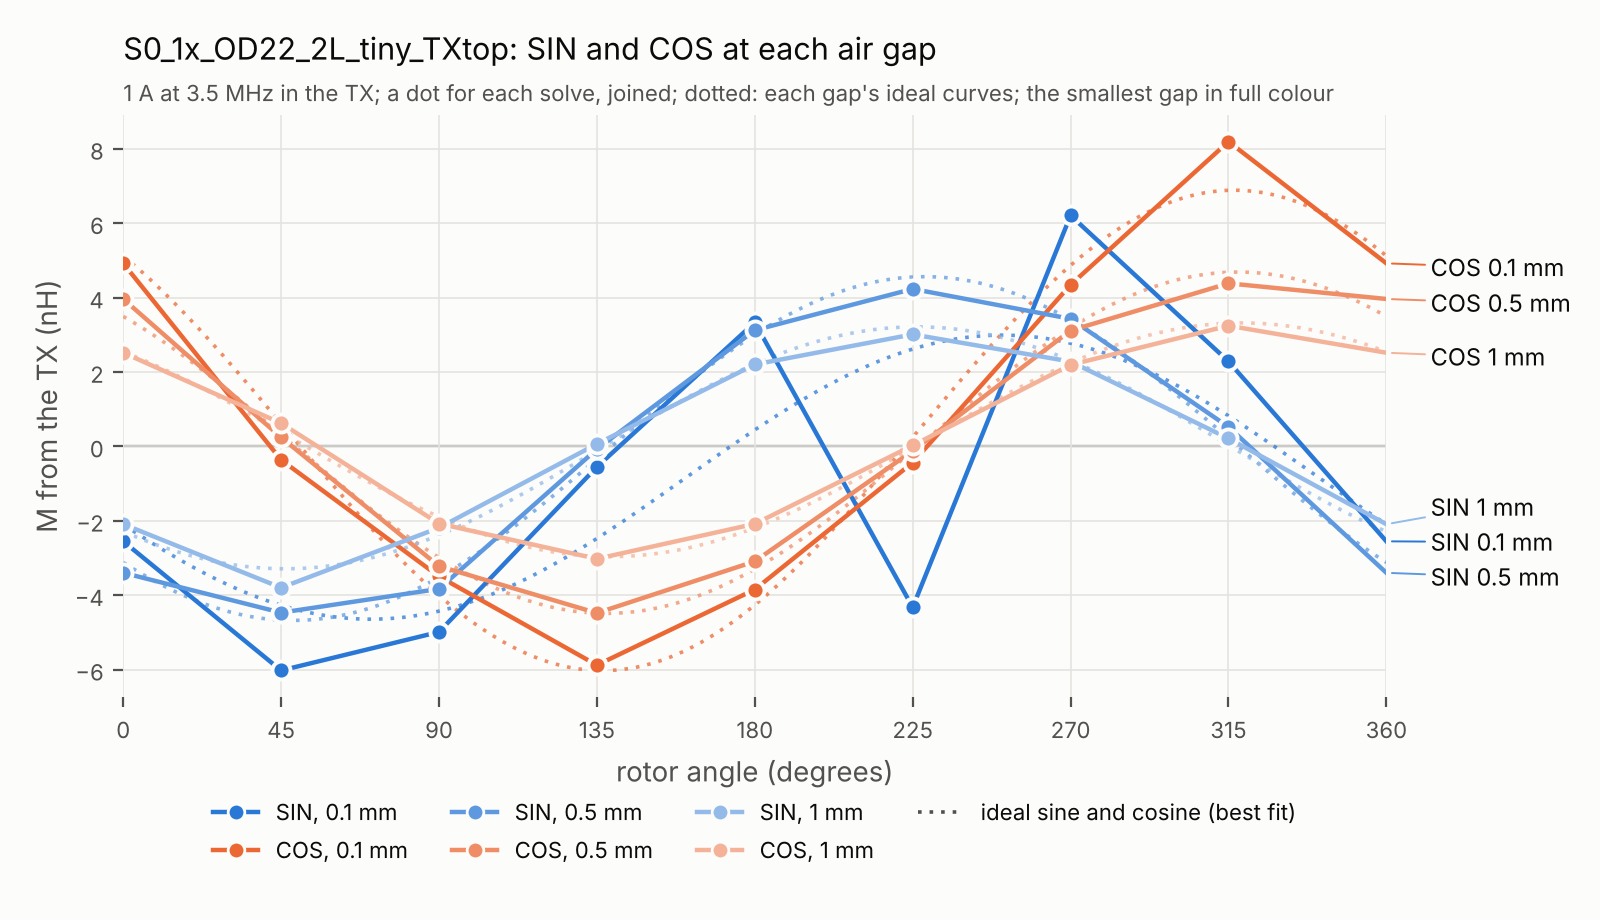 S0_1x_OD22_2L_tiny_TXtop: SIN and COS at each air gap
1 A at 3.5 MHz in the TX; a dot for each solve, joined; dotted: each gap's ideal curves; the smallest gap in full colour
M from the TX (nH)
8
6
4
2
0
−2
−4
−6
COS 0.1 mm
COS 0.5 mm
COS 1 mm
SIN 1 mm
SIN 0.1 mm
SIN 0.5 mm
0 45 90 135 180 225 270 315 360
rotor angle (degrees)
SIN, 0.1 mm SIN, 0.5 mm SIN, 1 mm ideal sine and cosine (best fit)
COS, 0.1 mm COS, 0.5 mm COS, 1 mm